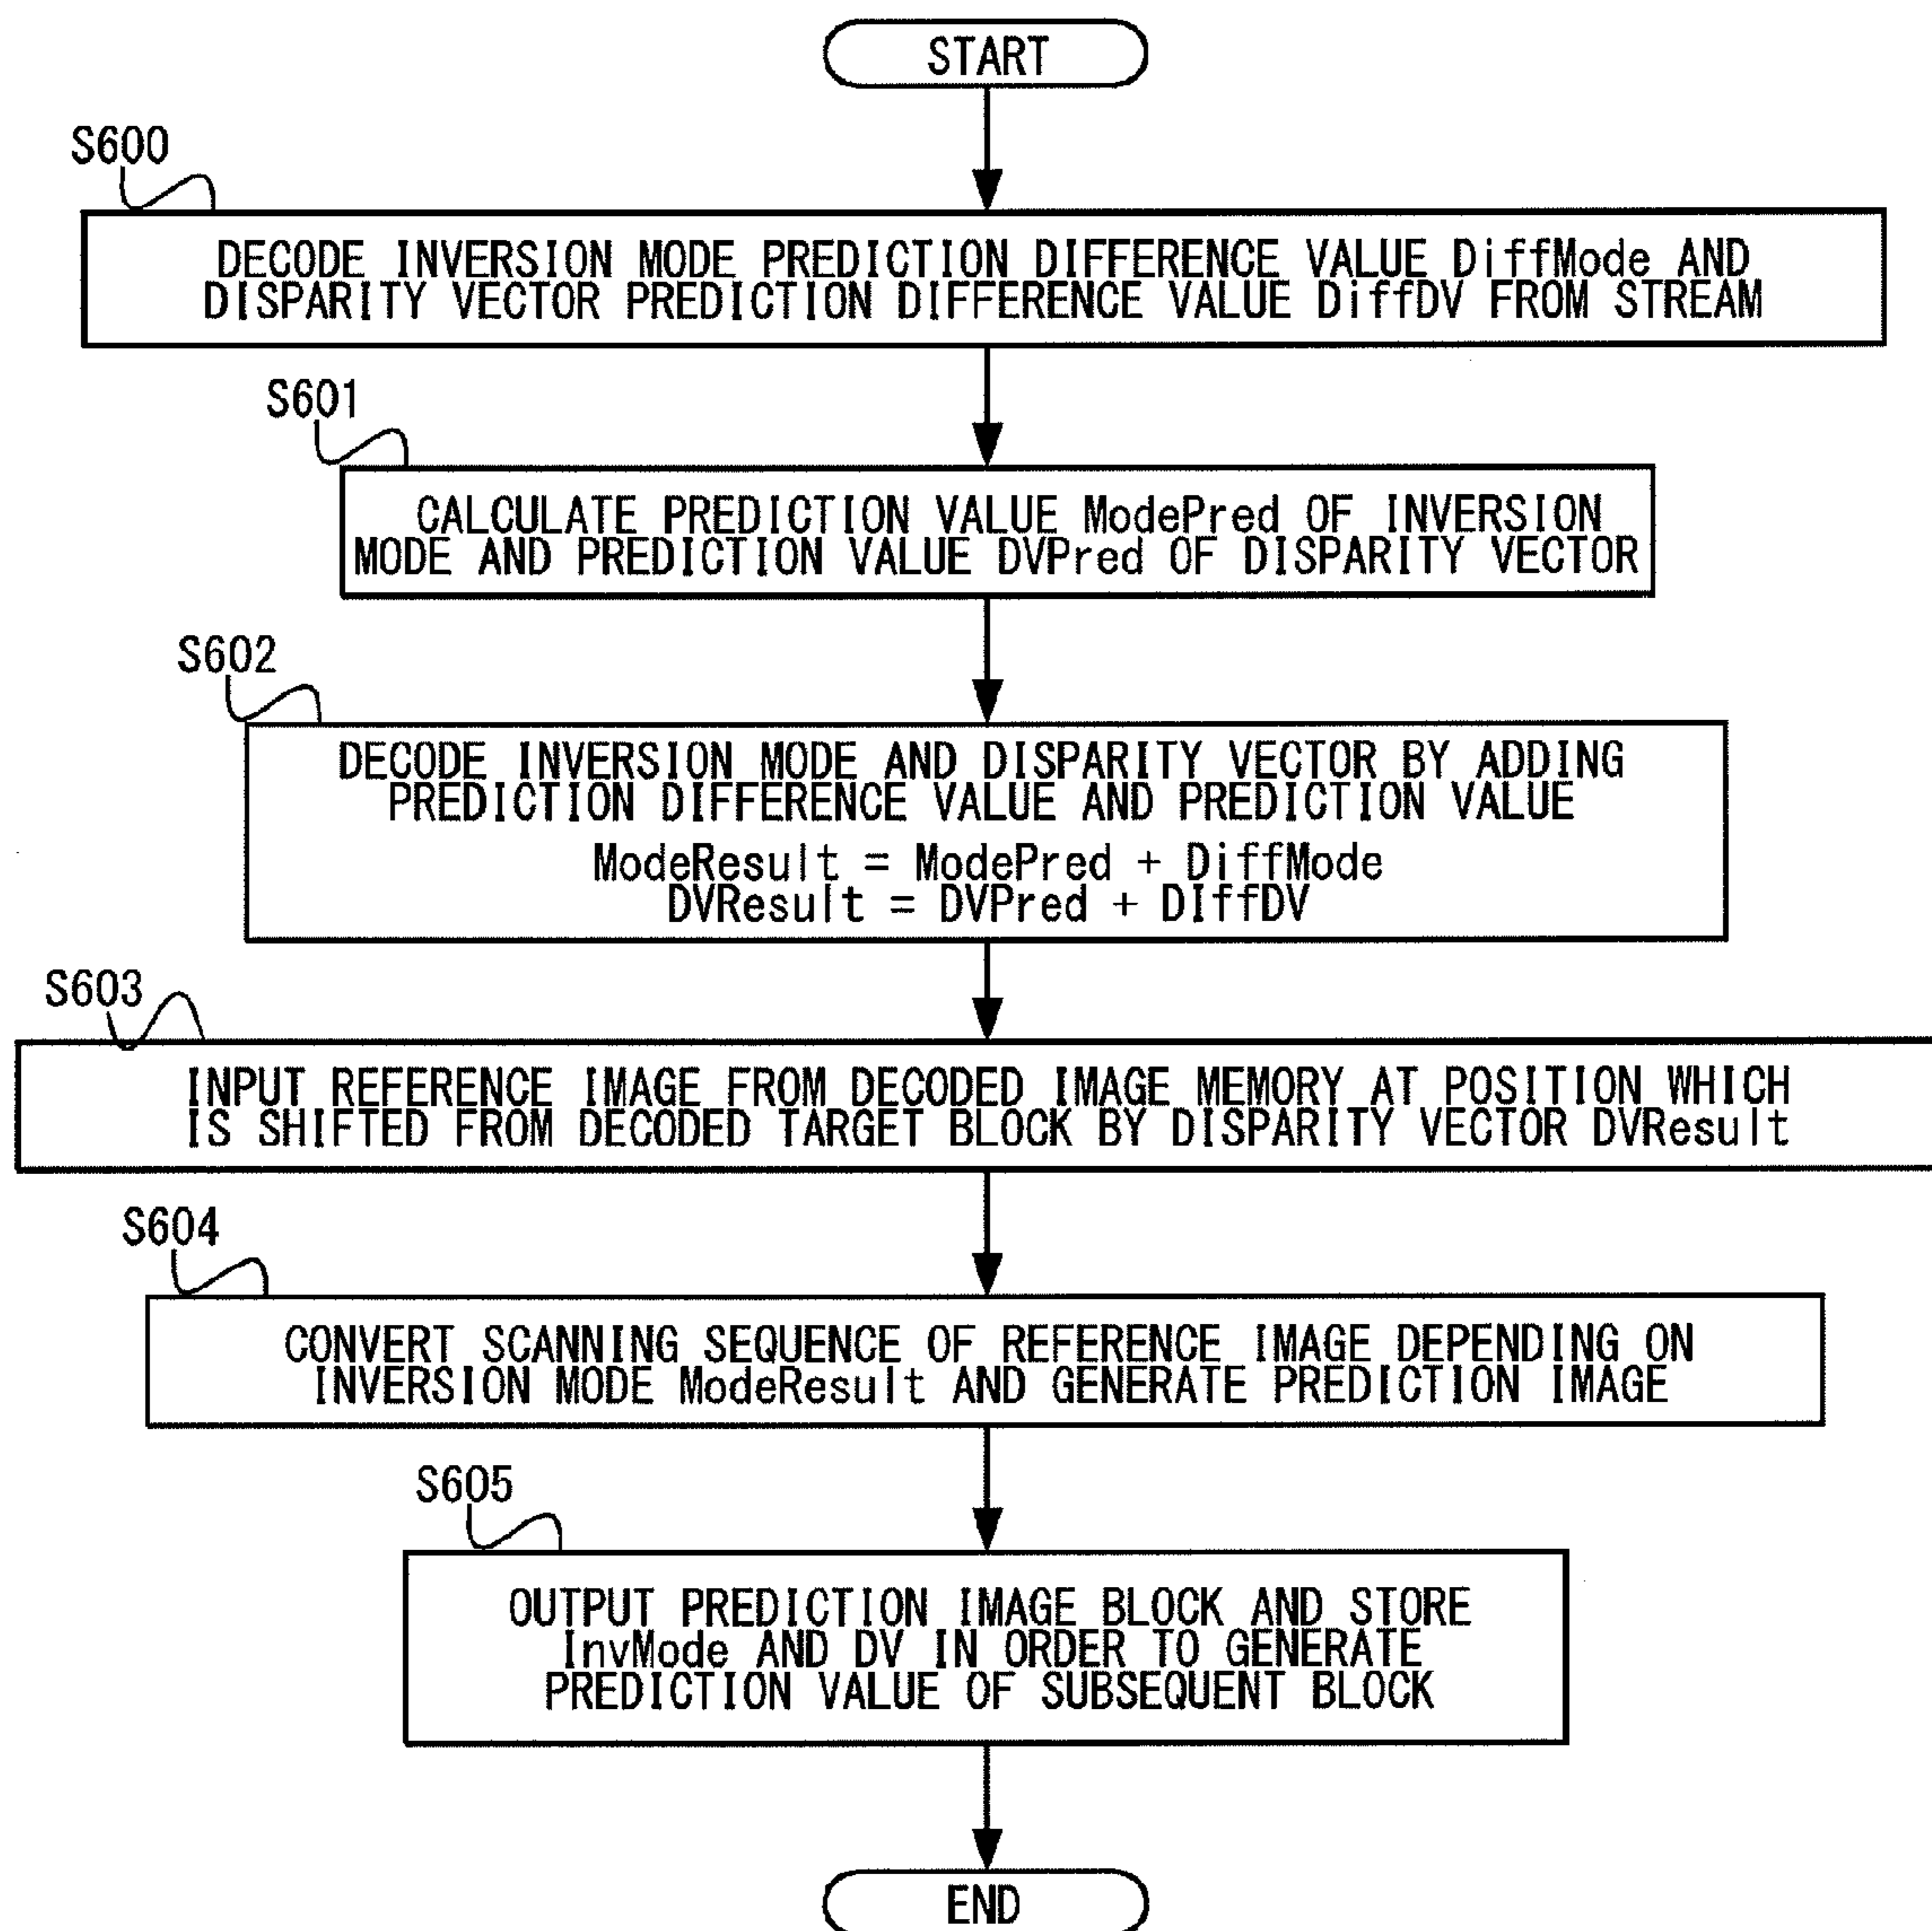 START
S600
DECODE INVERSION MODE PREDICTION DIFFERENCE VALUE DiffMode AND
DISPARITY VECTOR PREDICTION DIFFERENCE VALUE DiffDV FROM STREAM
S601
CALCULATE PREDICTION VALUE ModePred OF INVERSION
MODE AND PREDICTION VALUE DVPred OF DISPARITY VECTOR
S602
DECODE INVERSION MODE AND DISPARITY VECTOR BY ADDING
PREDICTION DIFFERENCE VALUE AND PREDICTION VALUE
ModeResult = ModePred + DiffMode
DVResult = DVPred + DIffDV
S603
INPUT REFERENCE IMAGE FROM DECODED IMAGE MEMORY AT POSITION WHICH
IS SHIFTED FROM DECODED TARGET BLOCK BY DISPARITY VECTOR DVResult
S604
CONVERT SCANNING SEQUENCE OF REFERENCE IMAGE DEPENDING ON
INVERSION MODE ModeResult AND GENERATE PREDICTION IMAGE
S605
OUTPUT PREDICTION IMAGE BLOCK AND STORE
InvMode AND DV IN ORDER TO GENERATE
PREDICTION VALUE OF SUBSEQUENT BLOCK
END